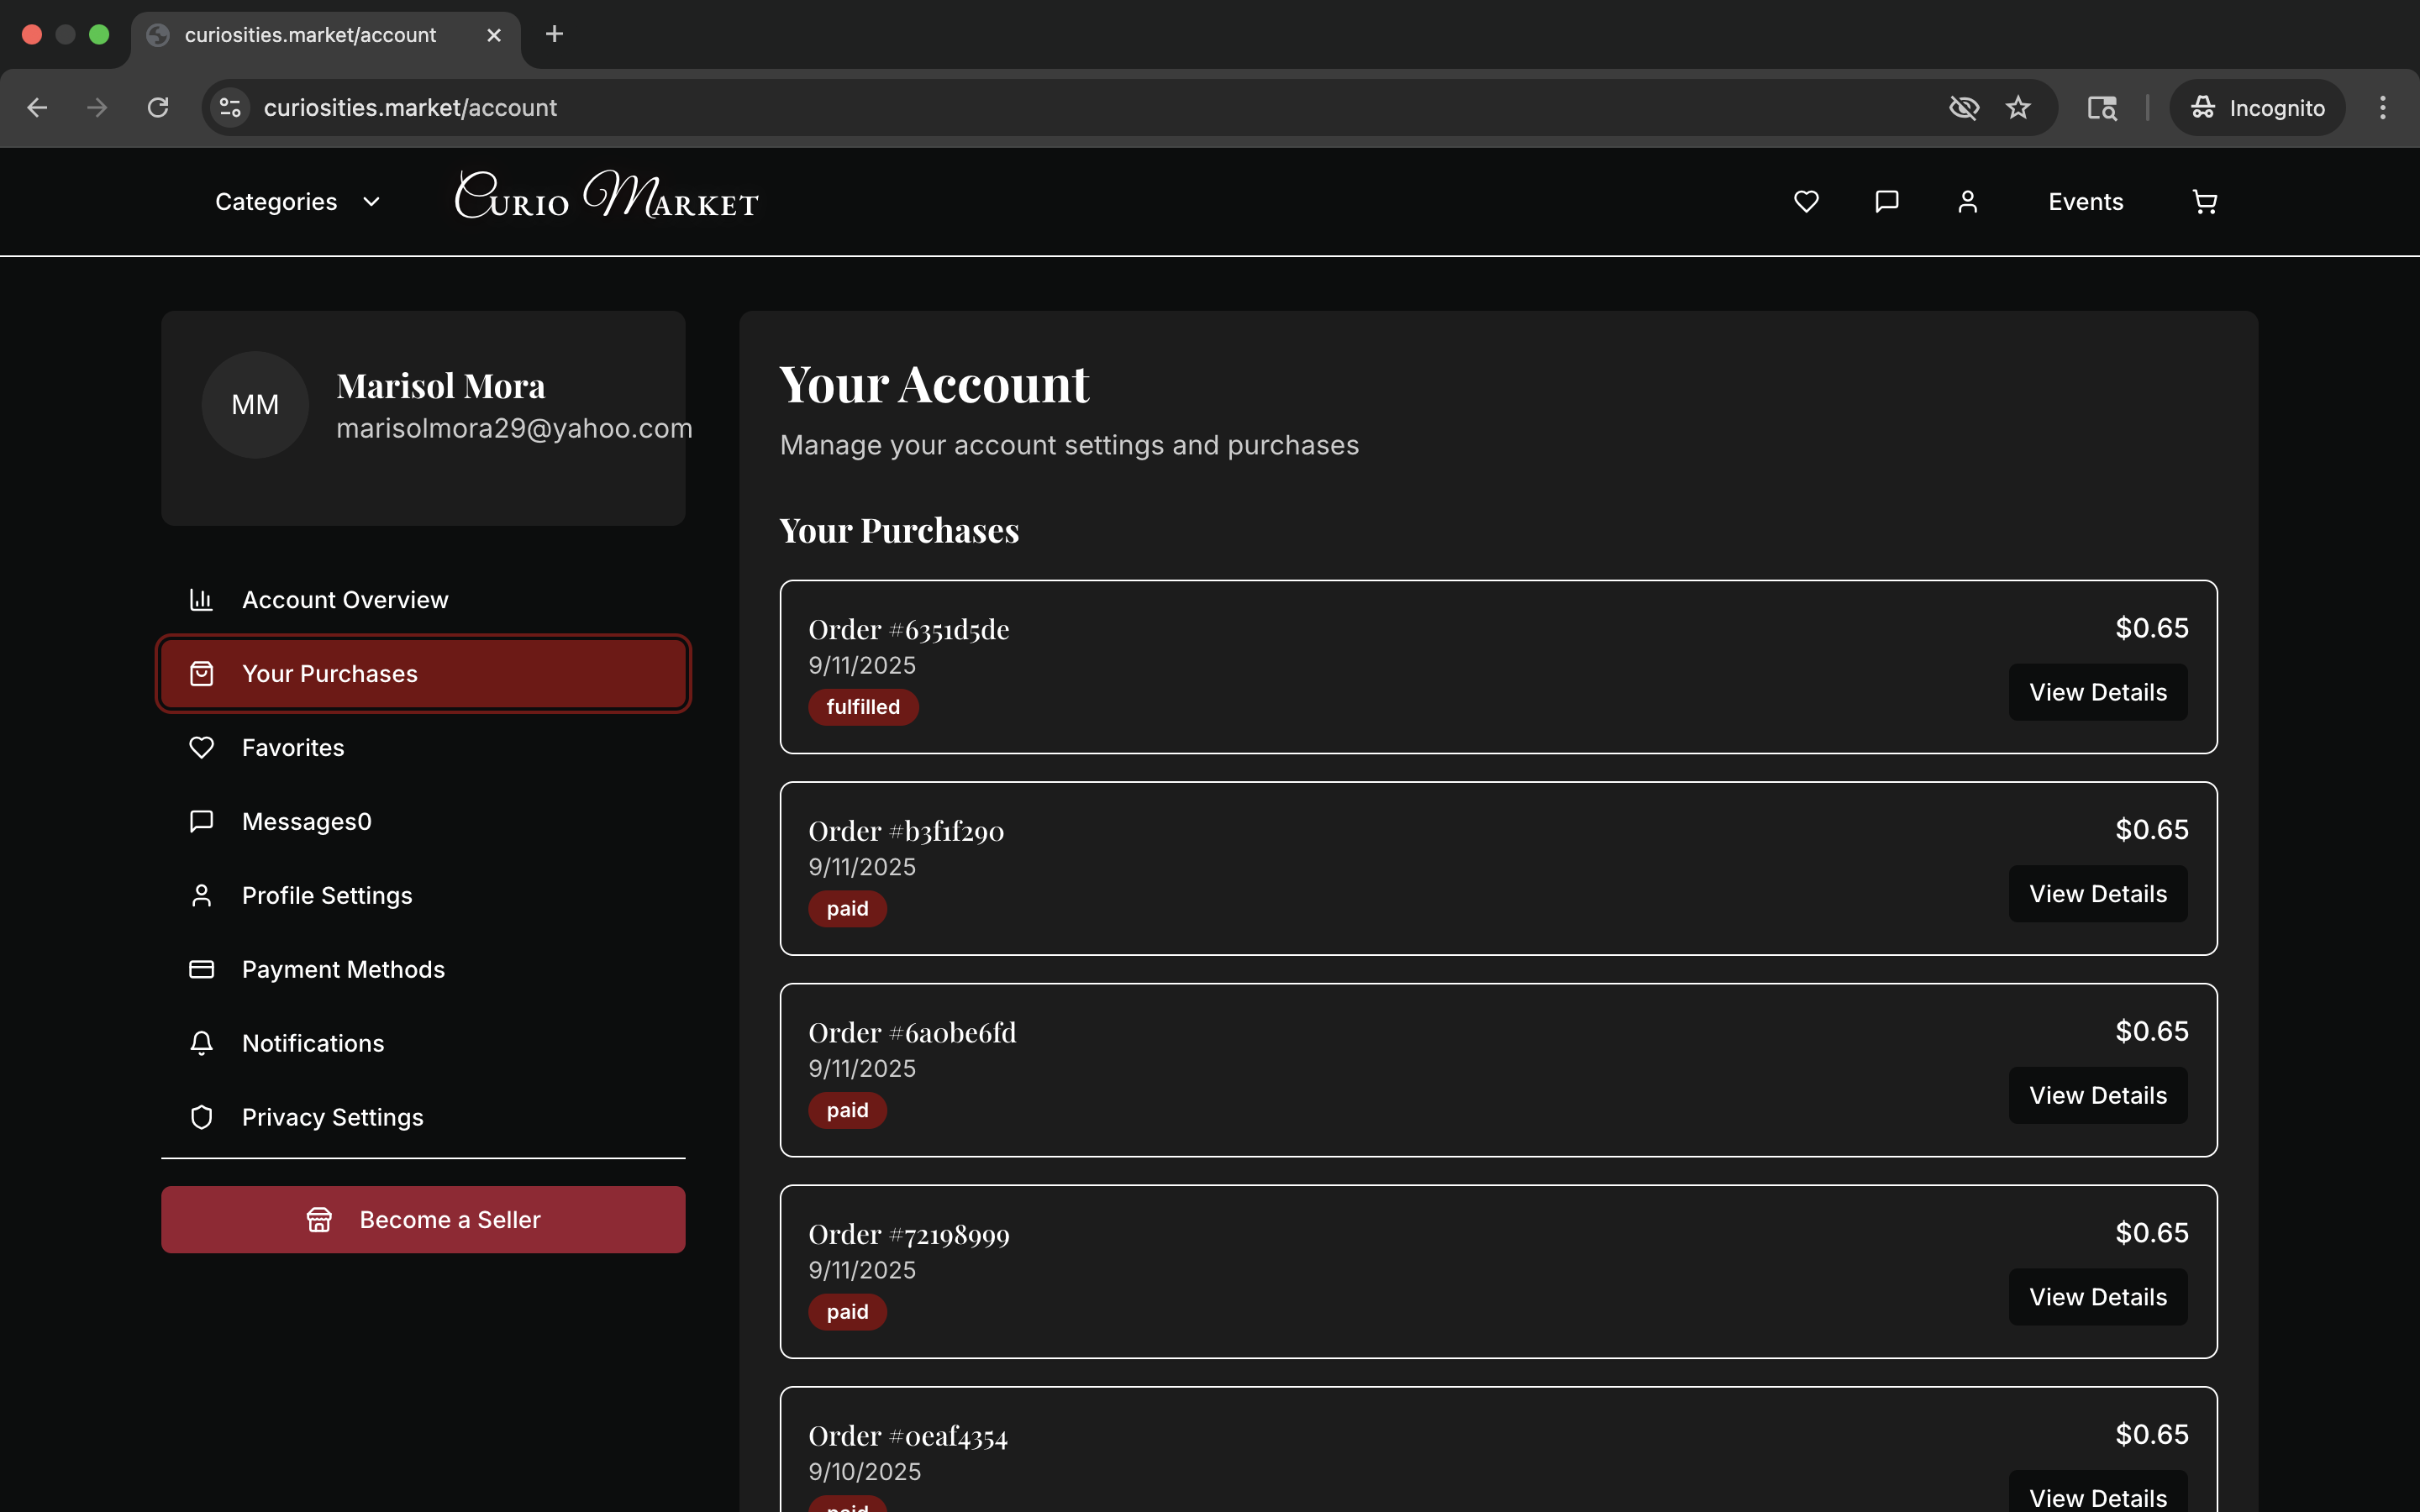 curiosities.market/account
curiosities.market/account
Incognito
Categories
Curio Market
Events
MM
Marisol Mora
marisolmora29@yahoo.com
Account Overview
Your Purchases
Favorites
Messages0
Profile Settings
Payment Methods
Notifications
Privacy Settings
Become a Seller
Your Account
Manage your account settings and purchases
Your Purchases
Order #6351d5de
$0.65
9/11/2025
View Details
fulfilled
Order #b3f1f290
$0.65
9/11/2025
View Details
paid
Order #6a0be6fd
$0.65
9/11/2025
View Details
paid
Order #72198999
$0.65
9/11/2025
View Details
paid
Order #0eaf4354
$0.65
9/10/2025
View Details
paid